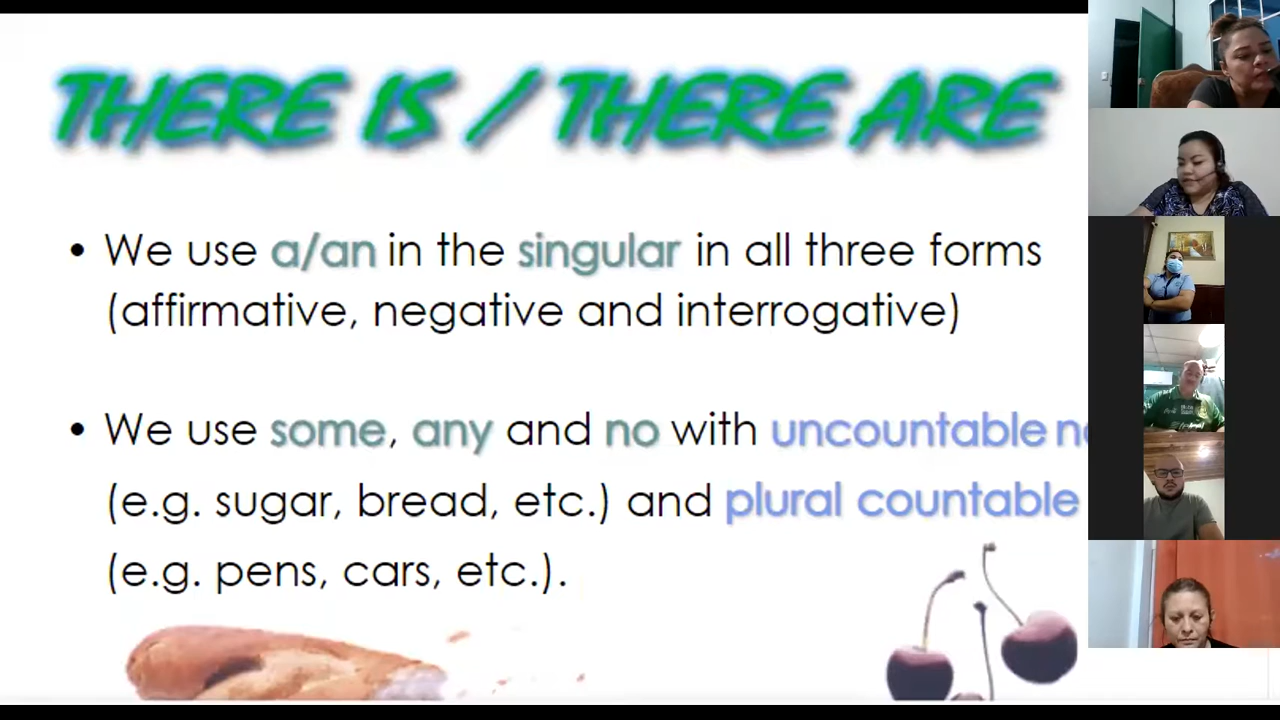 THERE IS / THERE ARE
• We use a/an in the singular in all three forms
(affirmative, negative and interrogative)
• We use some, any and no with uncountable
(e.g. sugar, bread, etc.) and plural countable
(e.g. pens, cars, etc.).